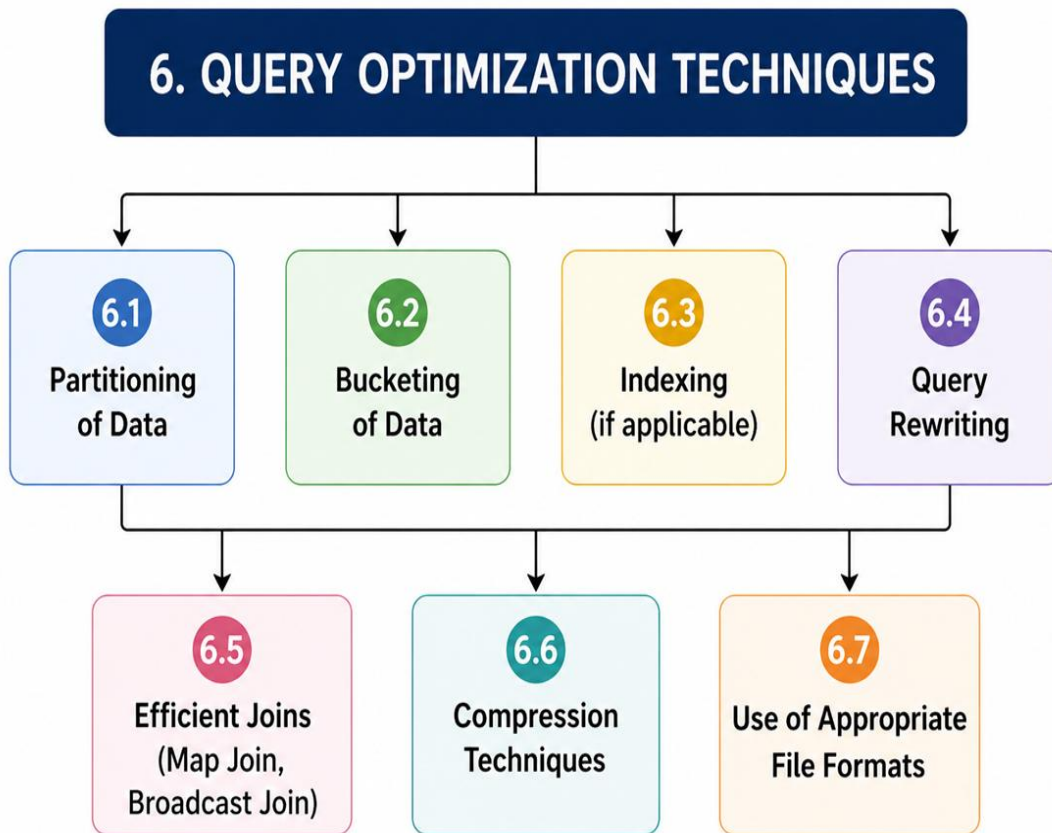 6. QUERY OPTIMIZATION TECHNIQUES
6.1
Partitioning
of Data
6.2
Bucketing
of Data
6.3
Indexing
(if applicable)
6.4
Query
Rewriting
6.5
Efficient Joins
(Map Join,
Broadcast Join)
6.6
Compression
Techniques
6.7
Use of Appropriate
File Formats